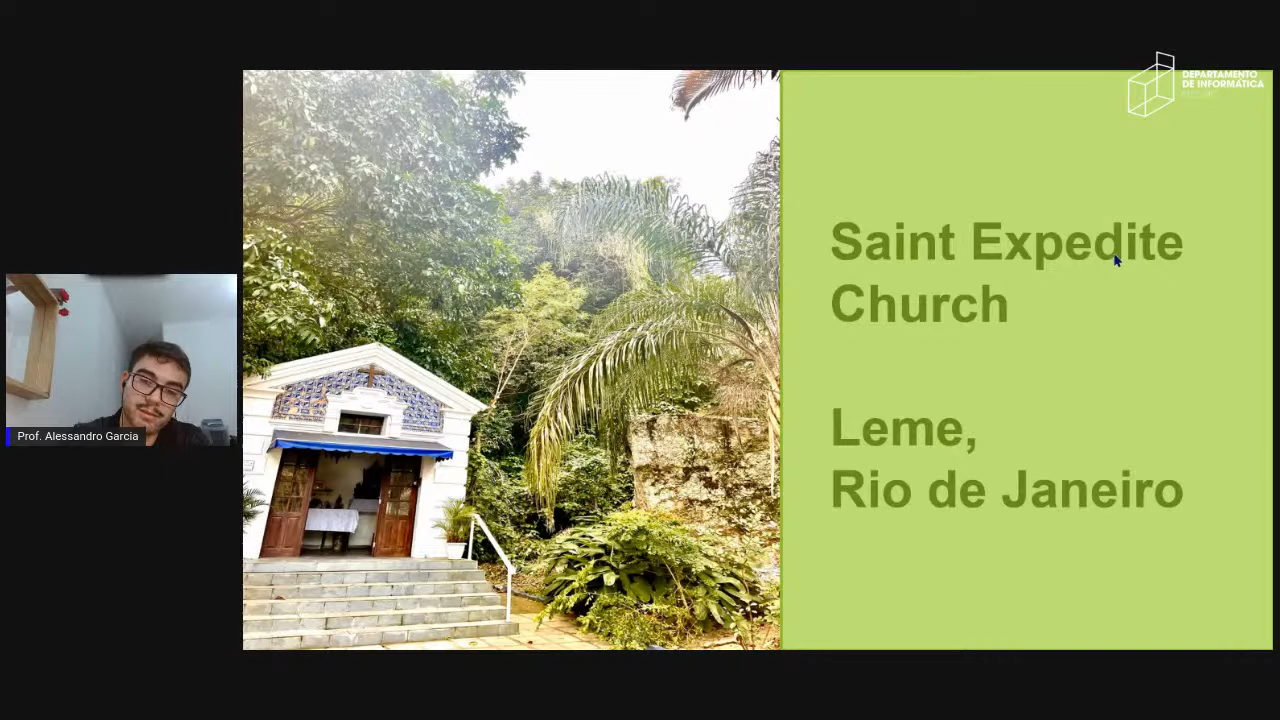 DEPARTAMENTO
DE INFORMÁTICA
Saint Expedite
Church
Leme,
Rio de Janeiro
Prof. Alessandro Garcia